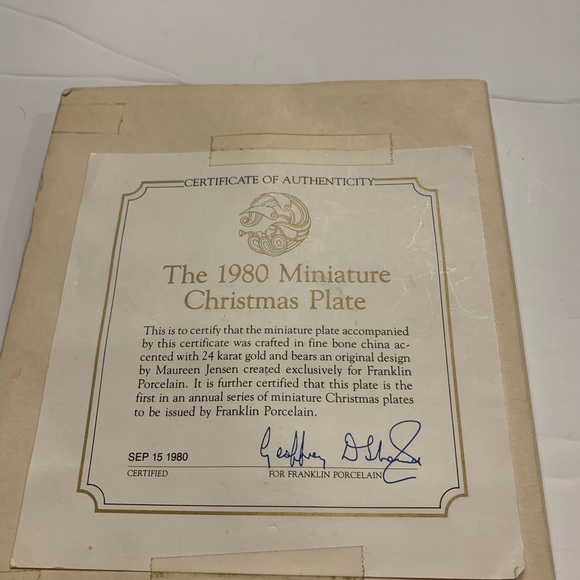 CERTIFICATE OF AUTHENTICITY
The 1980 Miniature
Christmas Plate
This is to certify that the miniature plate accompanied
by this certificate was crafted in fine bone china ac-
cented with 24 karat gold and bears an original design
by Maureen Jensen created exclusively for Franklin
Porcelain. It is further certified that this plate is the
first in an annual series of miniature Christmas plates
to be issued by Franklin Porcelain.
Geoffrey
SEP 15 1980
CERTIFIED
FOR FRANKLIN PORCELAIN